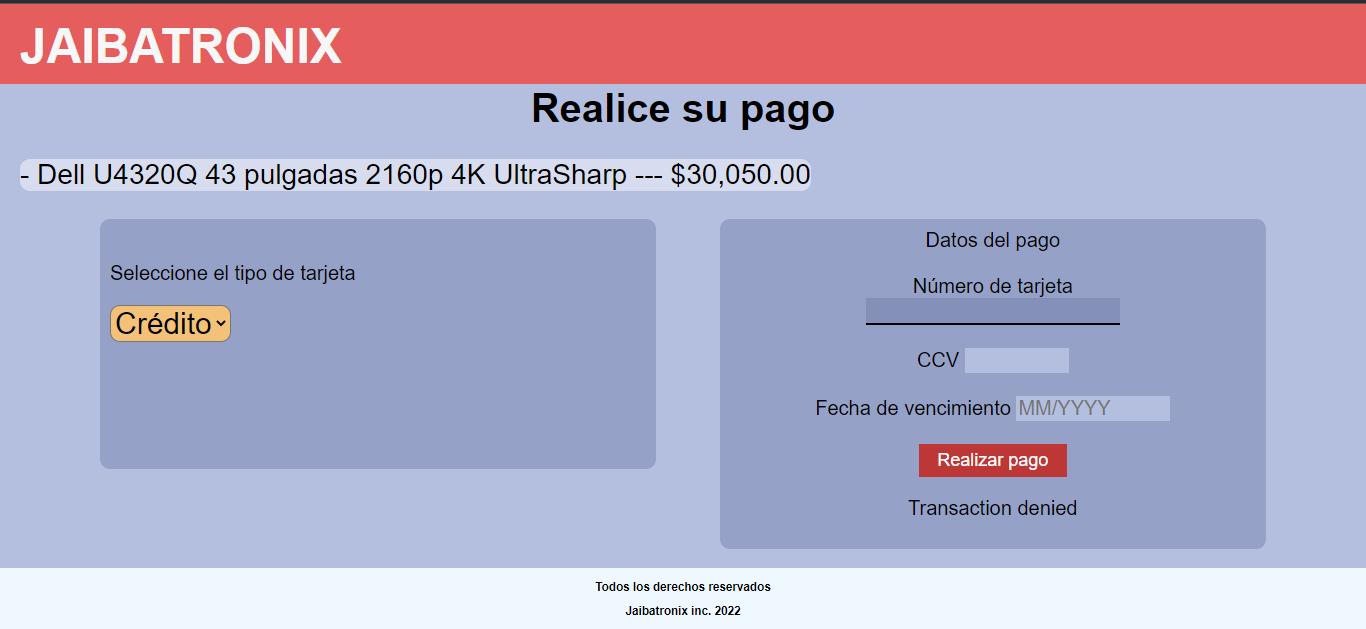 JAIBATRONIX
Realice su pago
- Dell U4320Q 43 pulgadas 2160p 4K UltraSharp --- $30,050.00
Seleccione el tipo de tarjeta
Crédito
Datos del pago
Número de tarjeta
CCV
Fecha de vencimiento MM/YYYY
Realizar pago
Transaction denied
Todos los derechos reservados
Jaibatronix inc. 2022